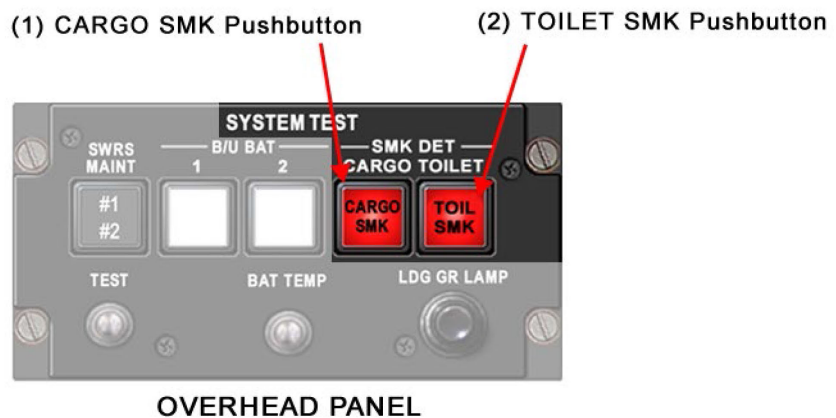 (1) CARGO SMK Pushbutton
(2) TOILET SMK Pushbutton
SYSTEM TEST
SWRS
MAINT
B/U BAT
1 2
SMK DET
CARGO TOILET
#1
#2
CARGO
SMK
TOIL
SMK
TEST
BAT TEMP
LDG GR LAMP
OVERHEAD PANEL